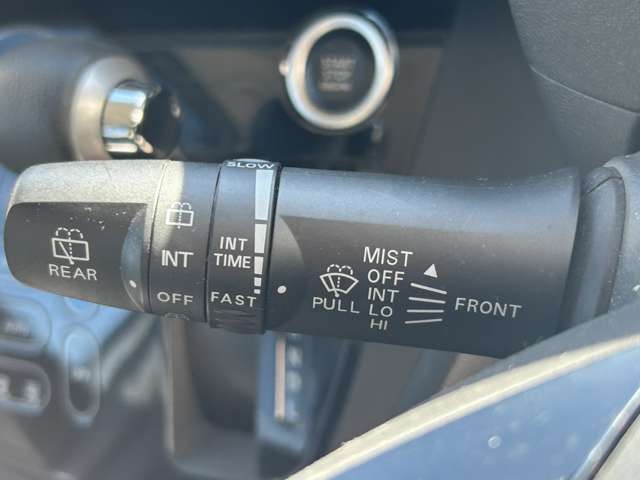 START
STOP
SLOW
REAR
INT
OFF
INT
TIME
FAST
PULL
MIST
OFF
INT
LO
HI
FRONT